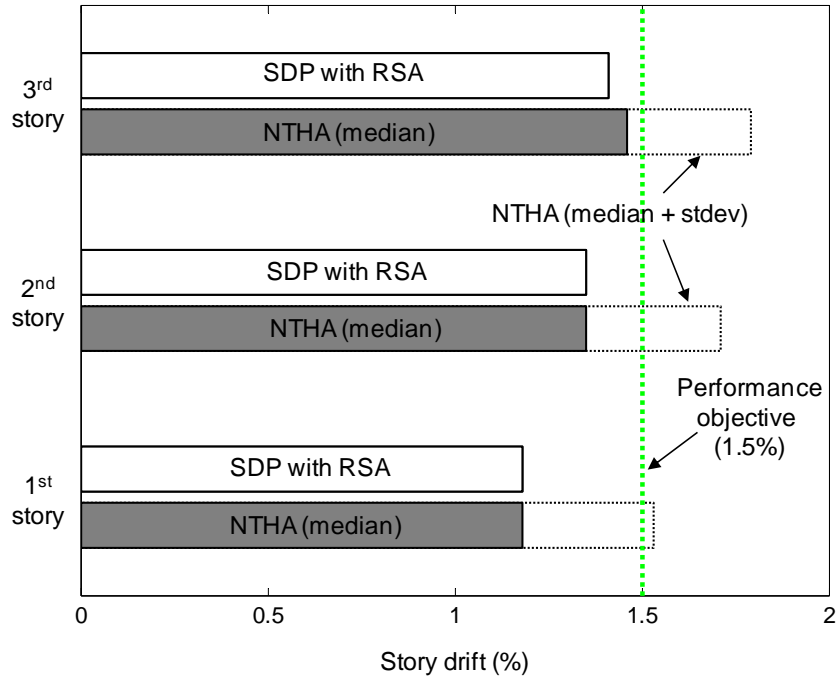 SDP with RSA
3rd
story
NTHA (median)
NTHA (median + stdev)
SDP with RSA
2nd
story
NTHA (median)
Performance
objective
(1.5%)
SDP with RSA
1st
story
NTHA (median)
0
0.5
1
1.5
2
Story drift (%)